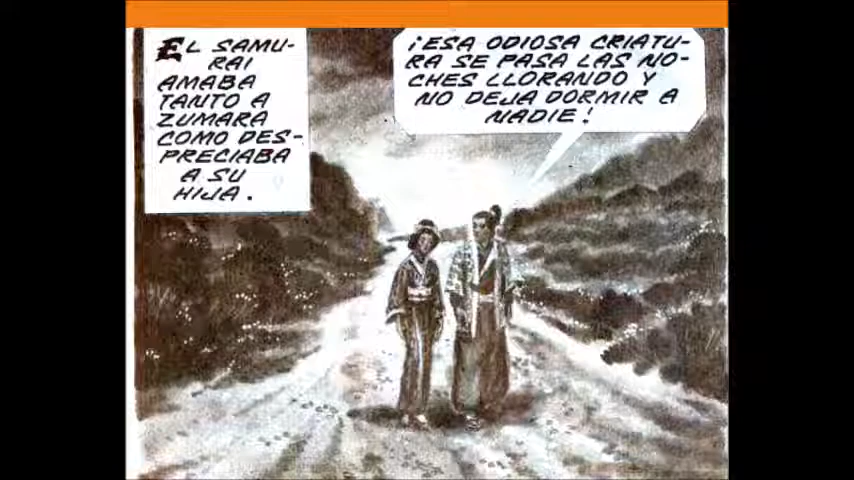 EL SAMU-
RAI
AMABA
TANTO A
ZUMARA
COMO DES-
PRECIABA
A SU
HIJA.
¡ESA ODIOSA CRIATU-
RA SE PASA LAS NO-
CHES LLORANDO Y
NO DEJA DORMIR A
NADIE!